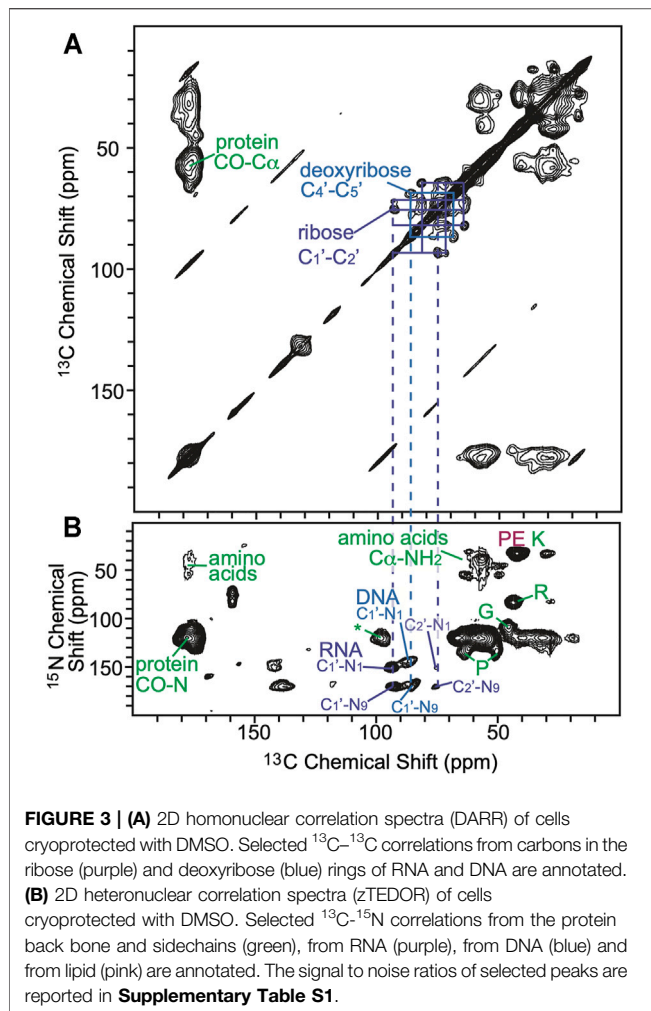 A
50
100
150
13C Chemical Shift (ppm)
protein
CO-Cα
deoxyribose
C4'-C5'
ribose
C1'-C2'
B
50
100
150
15N Chemical
Shift (ppm)
amino
acids
amino acids
Cα-NH2
PE K
R
G
P
DNA
C1'-N1
C2'-N1
*
RNA
C1'-N1
protein
CO-N
C2'-N9
C1'-N9
C1'-N9
150 100 50
13C Chemical Shift (ppm)
FIGURE 3 | (A) 2D homonuclear correlation spectra (DARR) of cells
cryoprotected with DMSO. Selected 13C–13C correlations from carbons in the
ribose (purple) and deoxyribose (blue) rings of RNA and DNA are annotated.
(B) 2D heteronuclear correlation spectra (zTEDOR) of cells
cryoprotected with DMSO. Selected 13C-15N correlations from the protein
back bone and sidechains (green), from RNA (purple), from DNA (blue) and
from lipid (pink) are annotated. The signal to noise ratios of selected peaks are
reported in Supplementary Table S1.